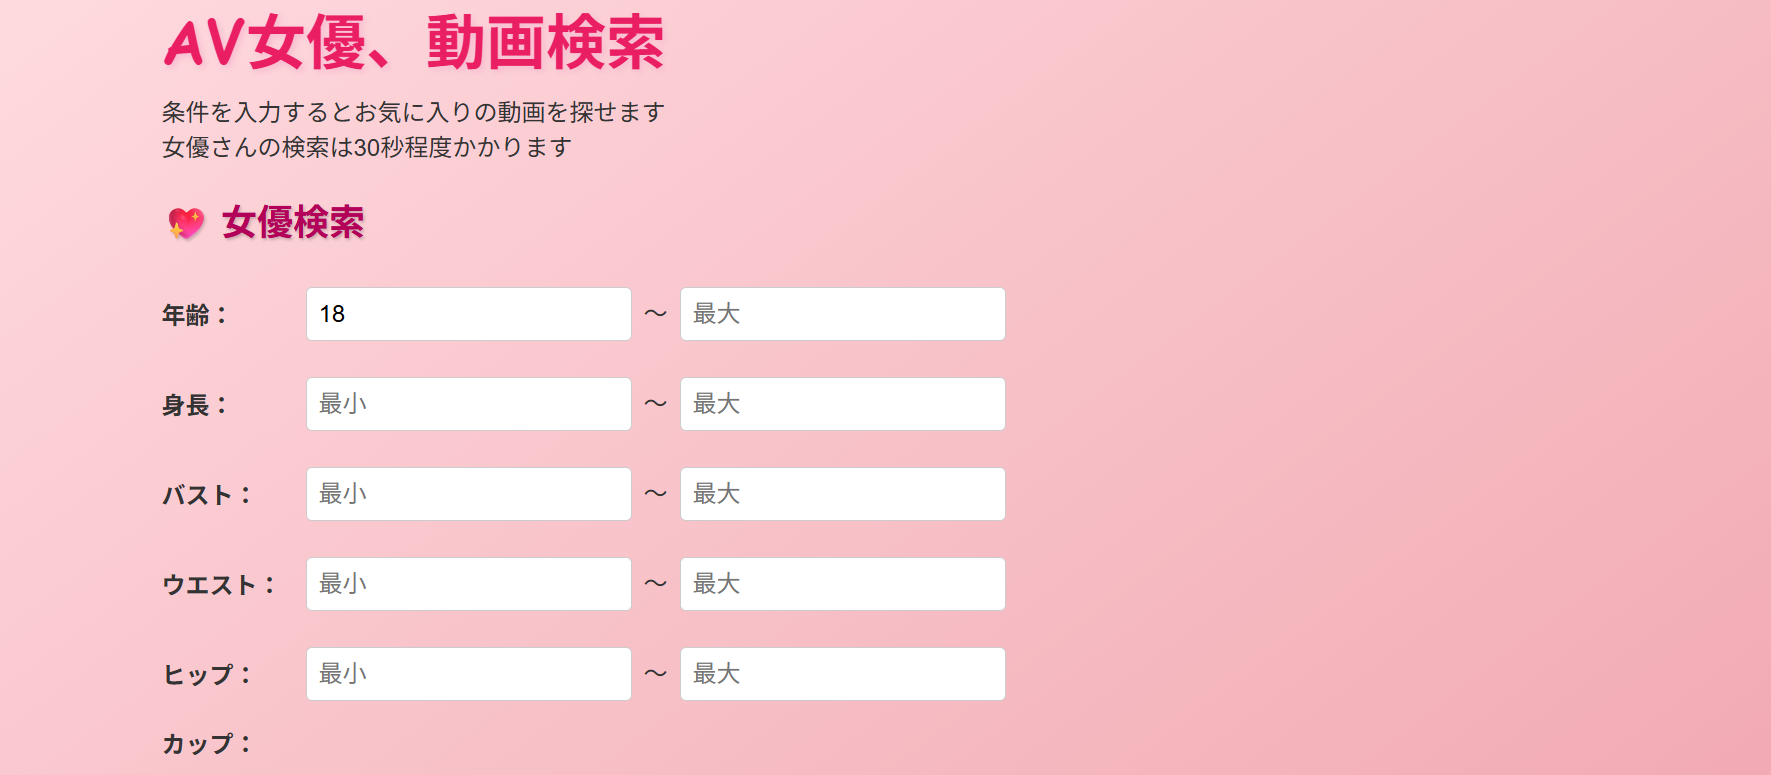 AV女優、動画検索
条件を入力するとお気に入りの動画を探せます
女優さんの検索は30秒程度かかります
💖 女優検索
年齢： 18 〜 最大
身長： 最小 〜 最大
バスト： 最小 〜 最大
ウエスト： 最小 〜 最大
ヒップ： 最小 〜 最大
カップ：